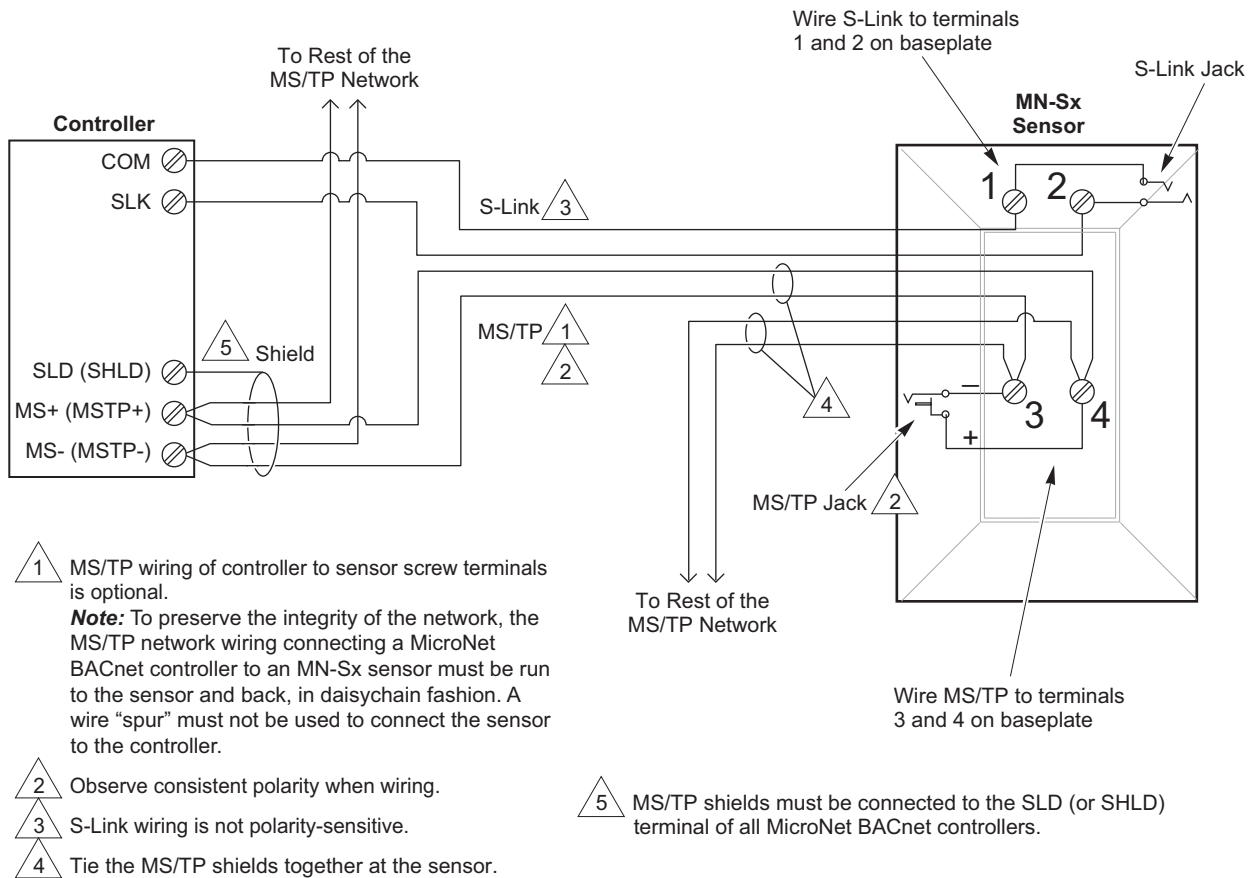 Wire S-Link to terminals
1 and 2 on baseplate
To Rest of the
MS/TP Network
S-Link Jack
MN-Sx
Sensor
Controller
COM
SLK
1
2
S-Link 3
MS/TP 1
2
5 Shield
SLD (SHLD)
MS+ (MSTP+)
MS- (MSTP-)
4
–
3
4
+
MS/TP Jack 2
To Rest of the
MS/TP Network
Wire MS/TP to terminals
3 and 4 on baseplate
1 MS/TP wiring of controller to sensor screw terminals
is optional.
Note: To preserve the integrity of the network, the
MS/TP network wiring connecting a MicroNet
BACnet controller to an MN-Sx sensor must be run
to the sensor and back, in daisychain fashion. A
wire “spur” must not be used to connect the sensor
to the controller.
2 Observe consistent polarity when wiring.
3 S-Link wiring is not polarity-sensitive.
4 Tie the MS/TP shields together at the sensor.
5 MS/TP shields must be connected to the SLD (or SHLD)
terminal of all MicroNet BACnet controllers.